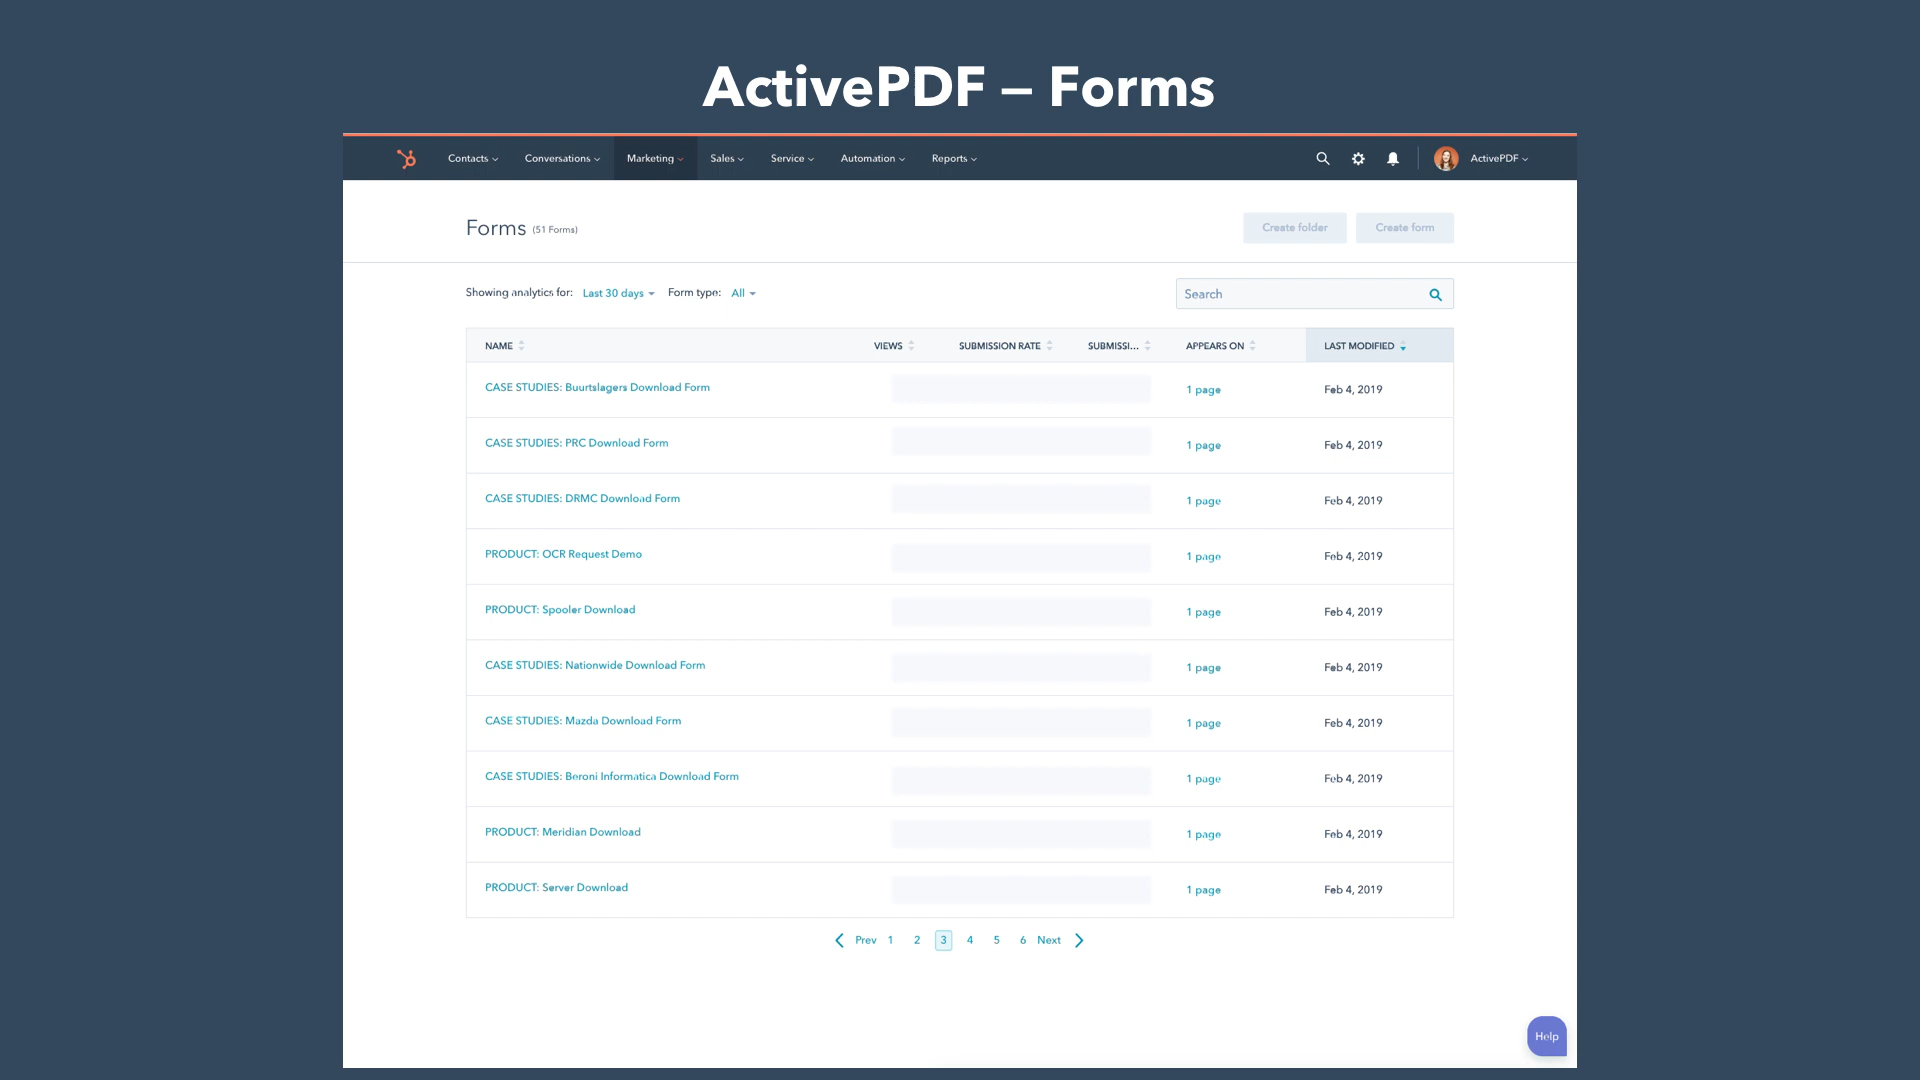 ActivePDF – Forms
Contacts Conversations Marketing Sales Service Automation Reports ActivePDF
Forms (51 Forms) Create folder Create form
Showing analytics for: Last 30 days Form type: All Search
NAME VIEWS SUBMISSION RATE SUBMISSI... APPEARS ON LAST MODIFIED
CASE STUDIES: Buurtslagers Download Form 1 page Feb 4, 2019
CASE STUDIES: PRC Download Form 1 page Feb 4, 2019
CASE STUDIES: DRMC Download Form 1 page Feb 4, 2019
PRODUCT: OCR Request Demo 1 page Feb 4, 2019
PRODUCT: Spooler Download 1 page Feb 4, 2019
CASE STUDIES: Nationwide Download Form 1 page Feb 4, 2019
CASE STUDIES: Mazda Download Form 1 page Feb 4, 2019
CASE STUDIES: Beroni Informatica Download Form 1 page Feb 4, 2019
PRODUCT: Meridian Download 1 page Feb 4, 2019
PRODUCT: Server Download 1 page Feb 4, 2019
Prev 1 2 3 4 5 6 Next
Help